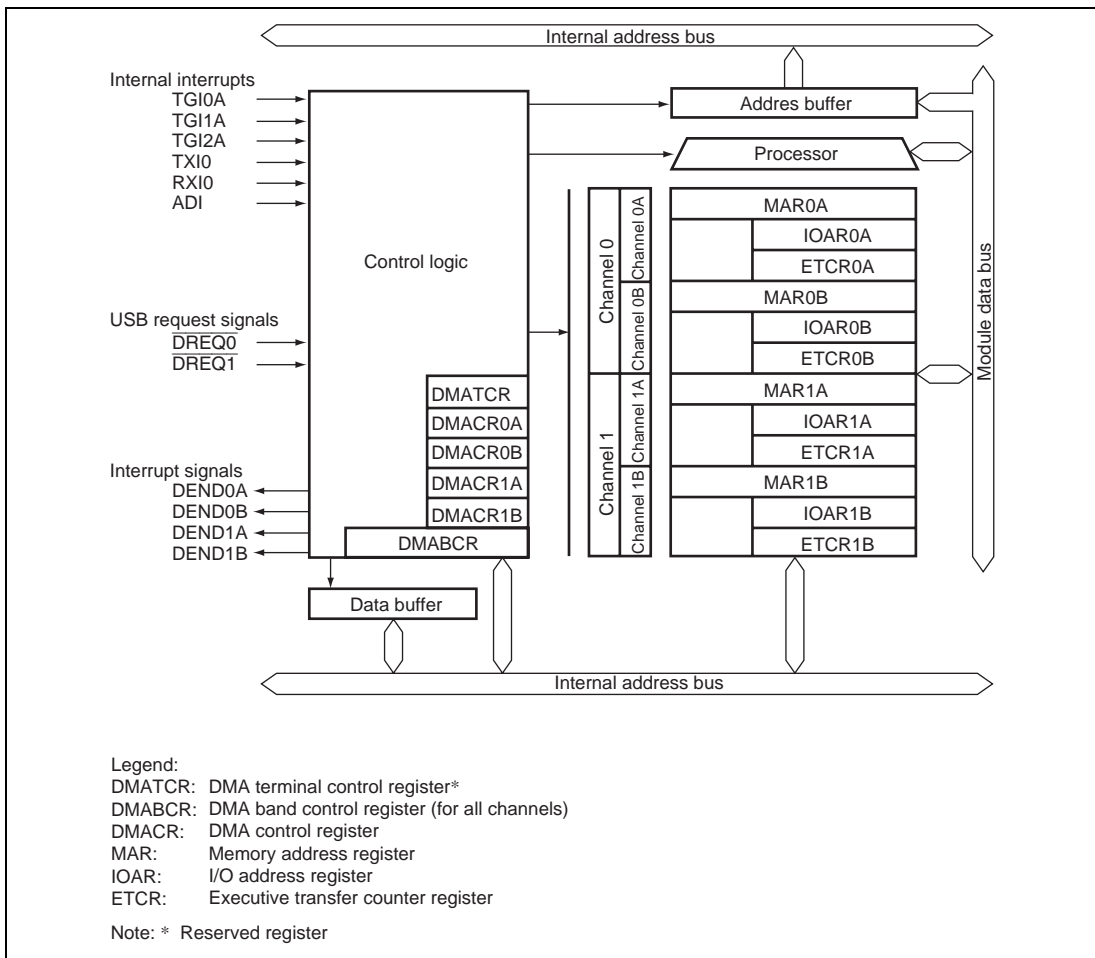 Internal address bus
Internal interrupts
TGI0A
TGI1A
TGI2A
TXI0
RXI0
ADI
USB request signals
DREQ0
DREQ1
Interrupt signals
DEND0A
DEND0B
DEND1A
DEND1B
Control logic
DMATCR
DMACR0A
DMACR0B
DMACR1A
DMACR1B
DMABCR
Data buffer
Addres buffer
Processor
Channel 0
Channel 0A
Channel 0B
Channel 1
Channel 1A
Channel 1B
MAR0A
IOAR0A
ETCR0A
MAR0B
IOAR0B
ETCR0B
MAR1A
IOAR1A
ETCR1A
MAR1B
IOAR1B
ETCR1B
Module data bus
Internal address bus
Legend:
DMATCR: DMA terminal control register*
DMABCR: DMA band control register (for all channels)
DMACR: DMA control register
MAR: Memory address register
IOAR: I/O address register
ETCR: Executive transfer counter register
Note: * Reserved register